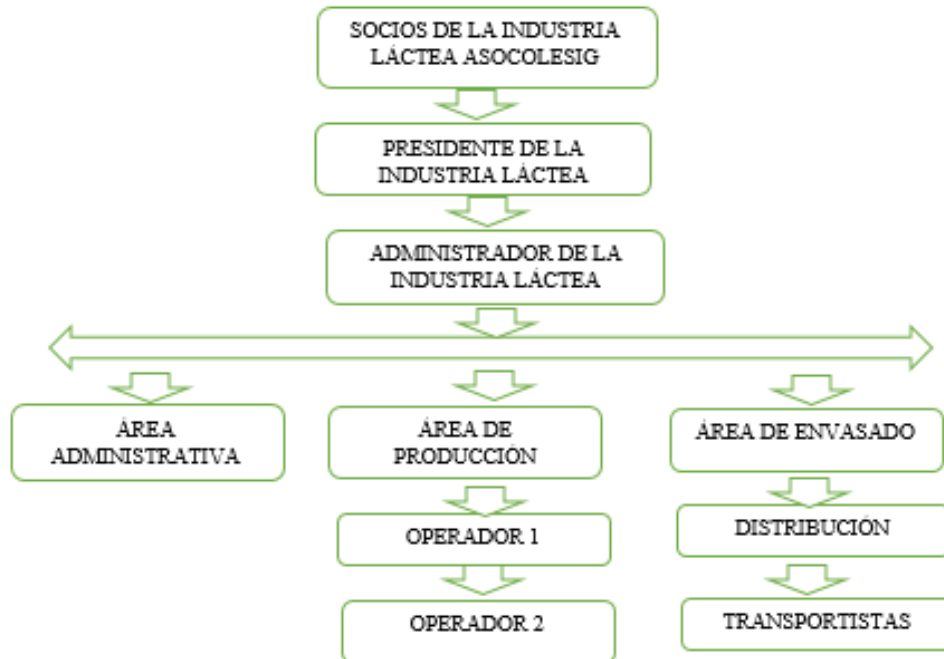 SOCIOS DE LA INDUSTRIA
LÁCTEA ASOCOLESIG
PRESIDENTE DE LA
INDUSTRIA LÁCTEA
ADMINISTRADOR DE LA
INDUSTRIA LÁCTEA
ÁREA
ADMINISTRATIVA
ÁREA DE
PRODUCCIÓN
OPERADOR 1
OPERADOR 2
ÁREA DE ENVASADO
DISTRIBUCIÓN
TRANSPORTISTAS